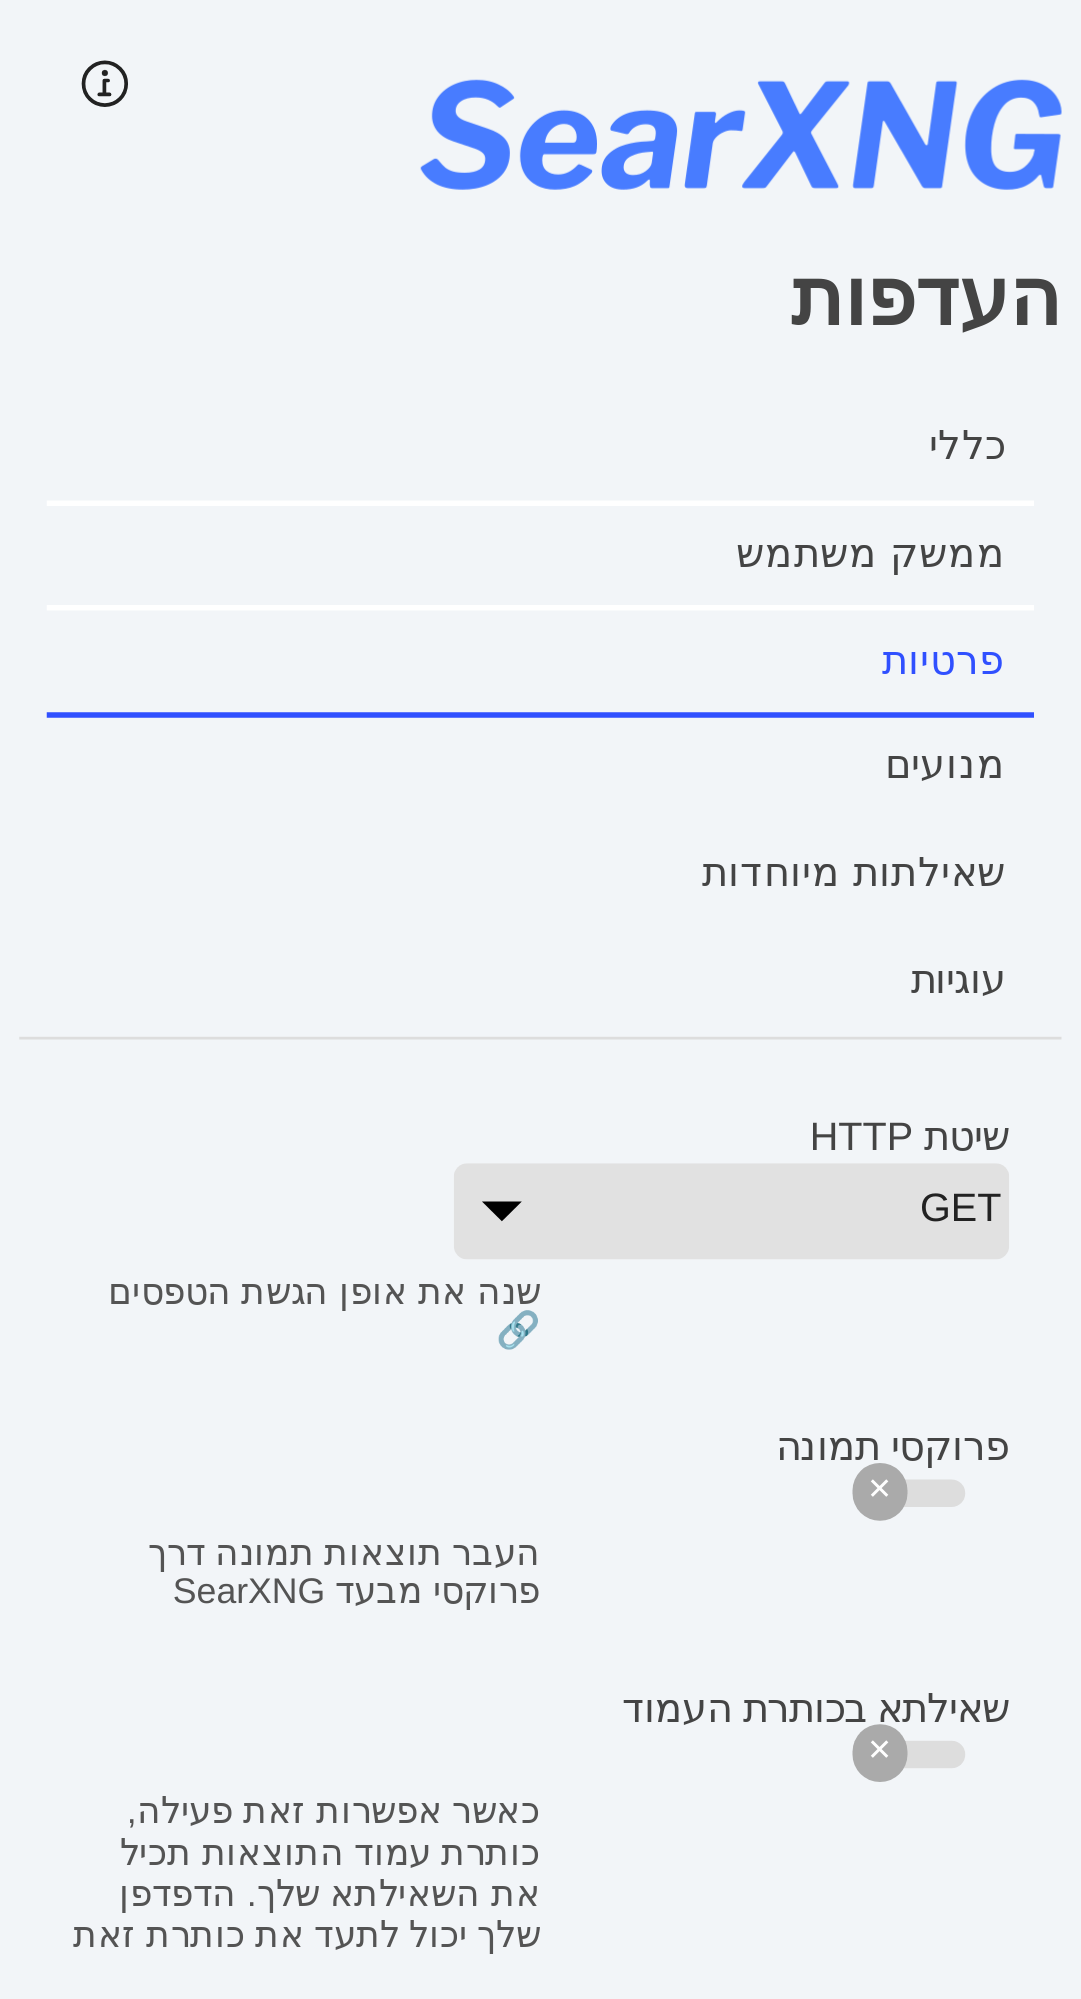 SearXNG
העדפות
כללי
ממשק משתמש
פרטיות
מנועים
שאילתות מיוחדות
עוגיות
שיטת HTTP
GET
שנה את אופן הגשת הטפסים
פרוקסי תמונה
העבר תוצאות תמונה דרך
פרוקסי מבעד SearXNG
שאילתא בכותרת העמוד
כאשר אפשרות זאת פעילה,
כותרת עמוד התוצאות תכיל
את השאילתא שלך. הדפדפן
שלך יכול לתעד את כותרת זאת